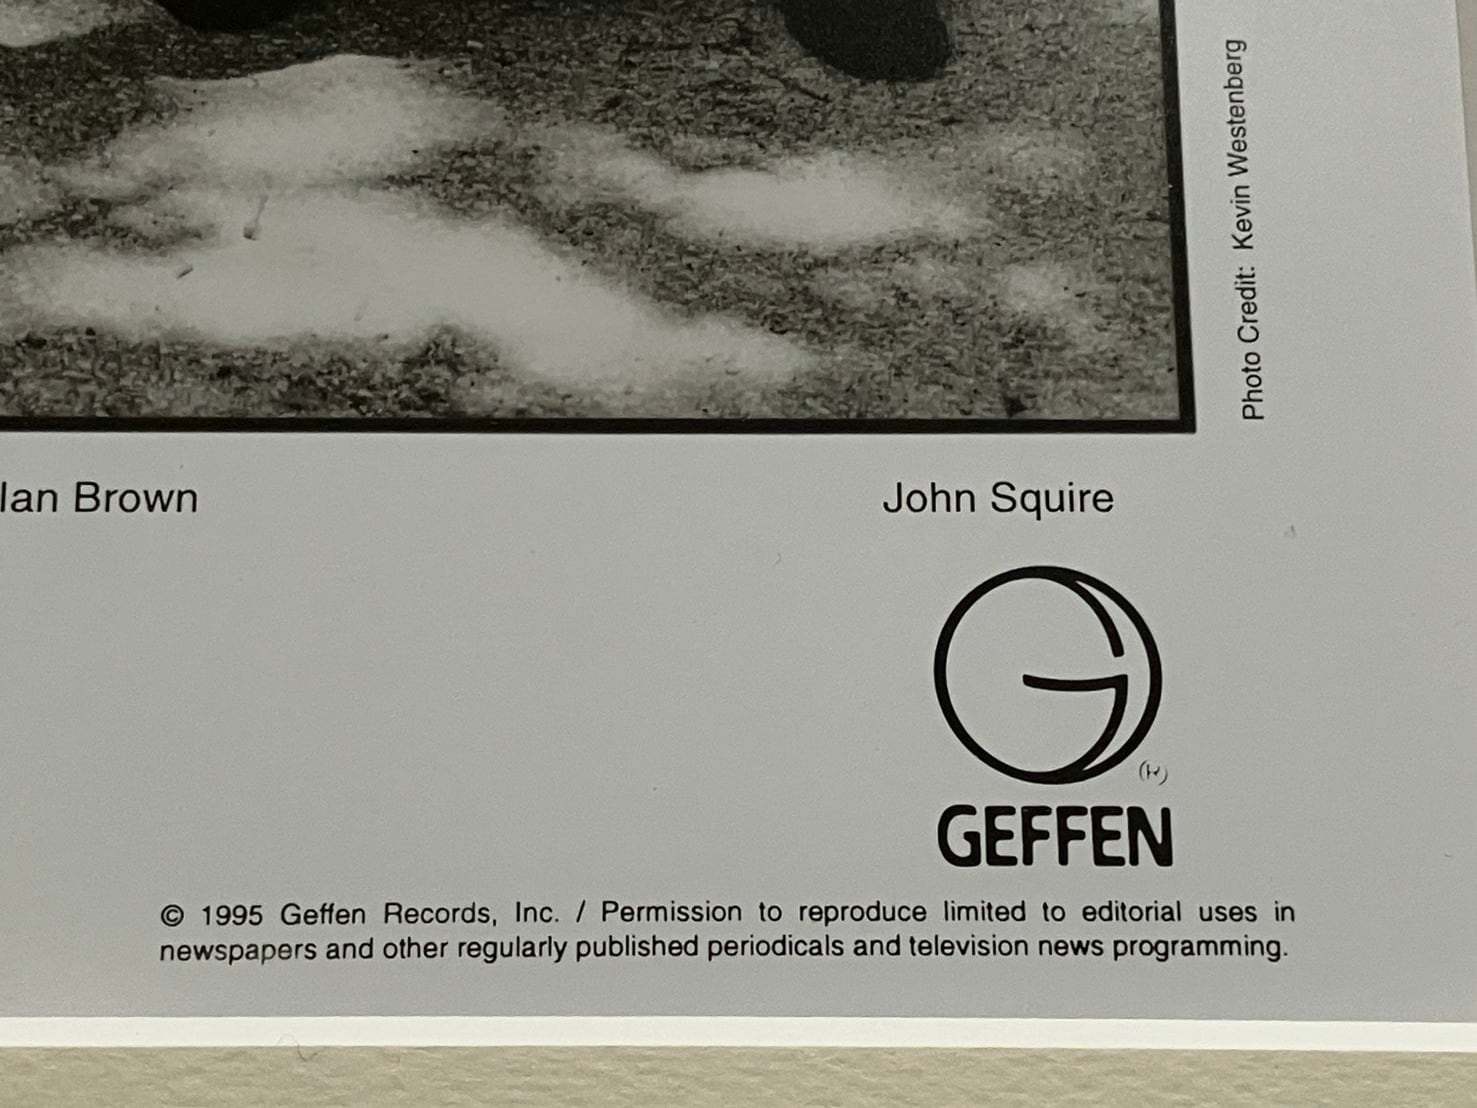 Photo Credit: Kevin Westenberg
Ian Brown
John Squire
(R)
GEFFEN
© 1995 Geffen Records, Inc. / Permission to reproduce limited to editorial uses in
newspapers and other regularly published periodicals and television news programming.